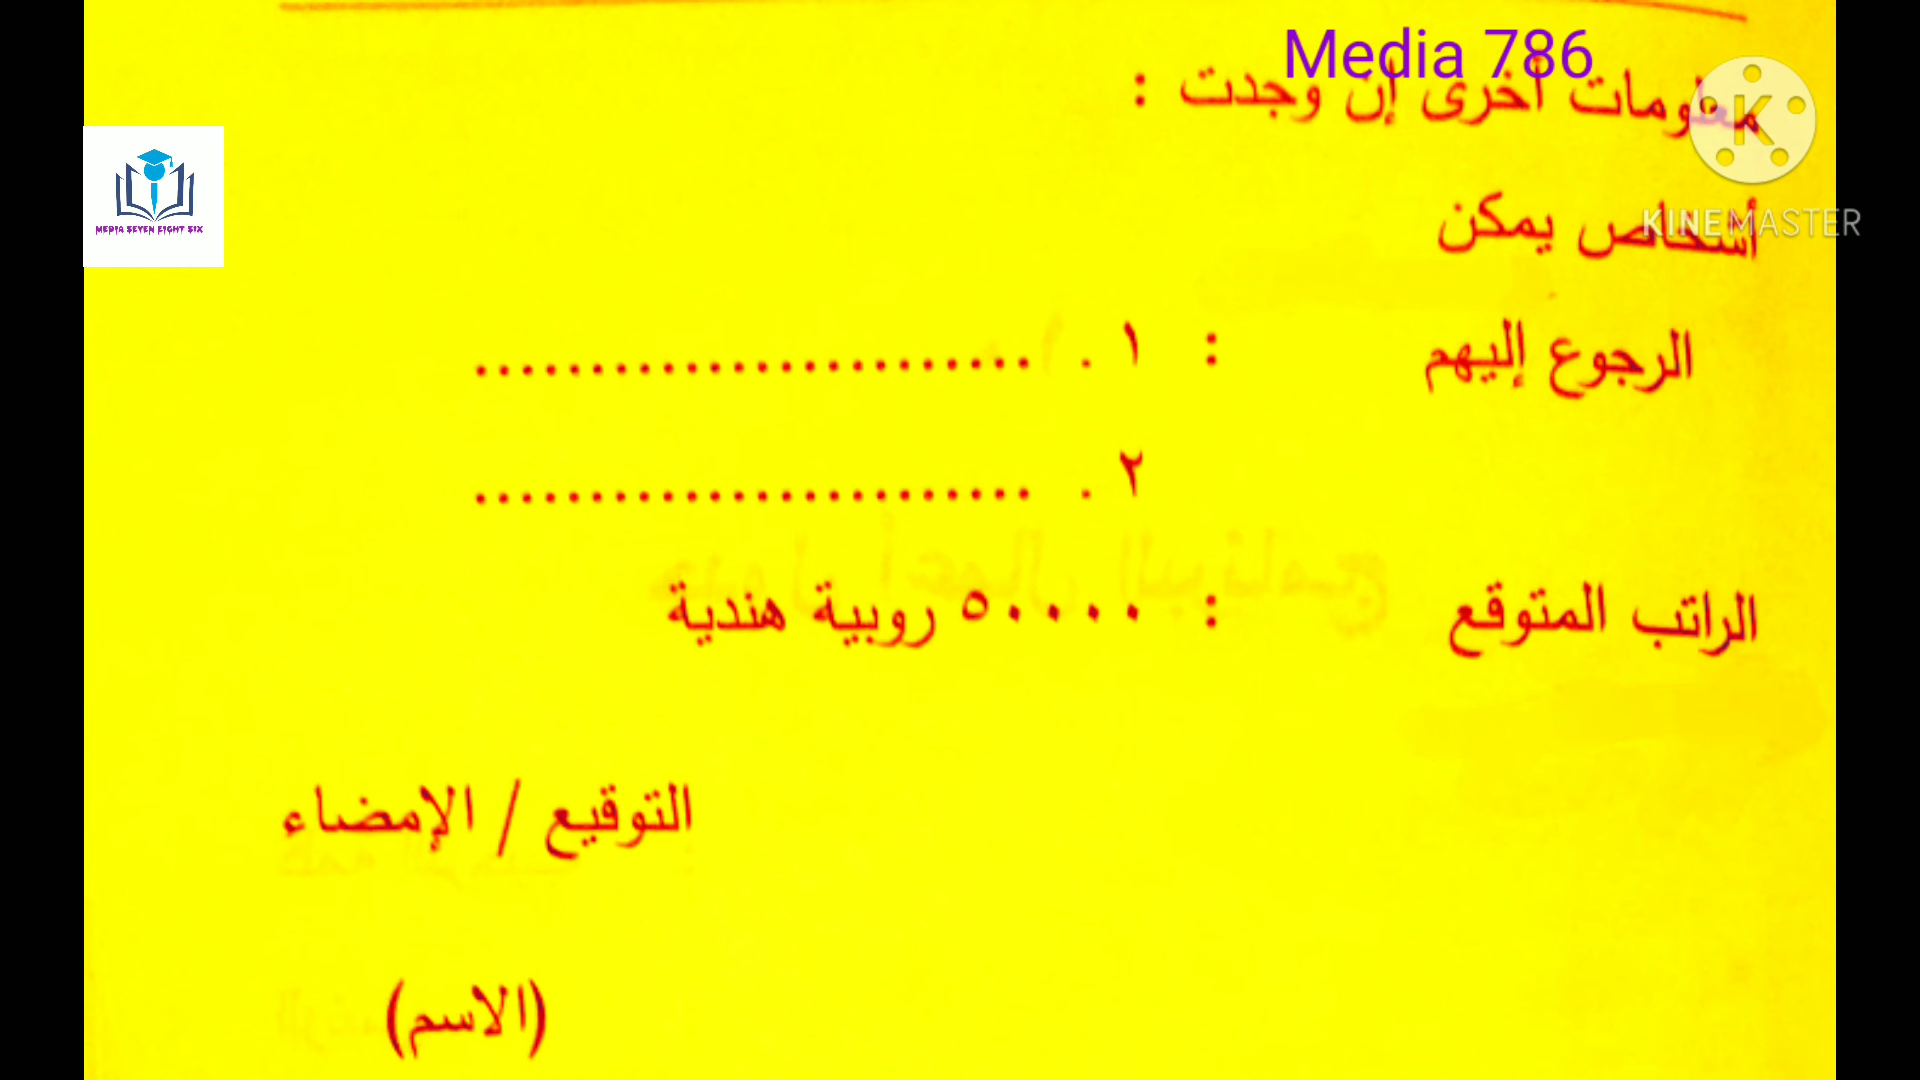 Media 786
معلومات أخرى إن وجدت :
KINEMASTER
MEDIA SEVEN EIGHT SIX
أشخاص يمكن
الرجوع إليهم : ١ . ........................
٢ . ........................
الراتب المتوقع : ٥٠٠٠٠ روبية هندية
التوقيع / الإمضاء
(الاسم)